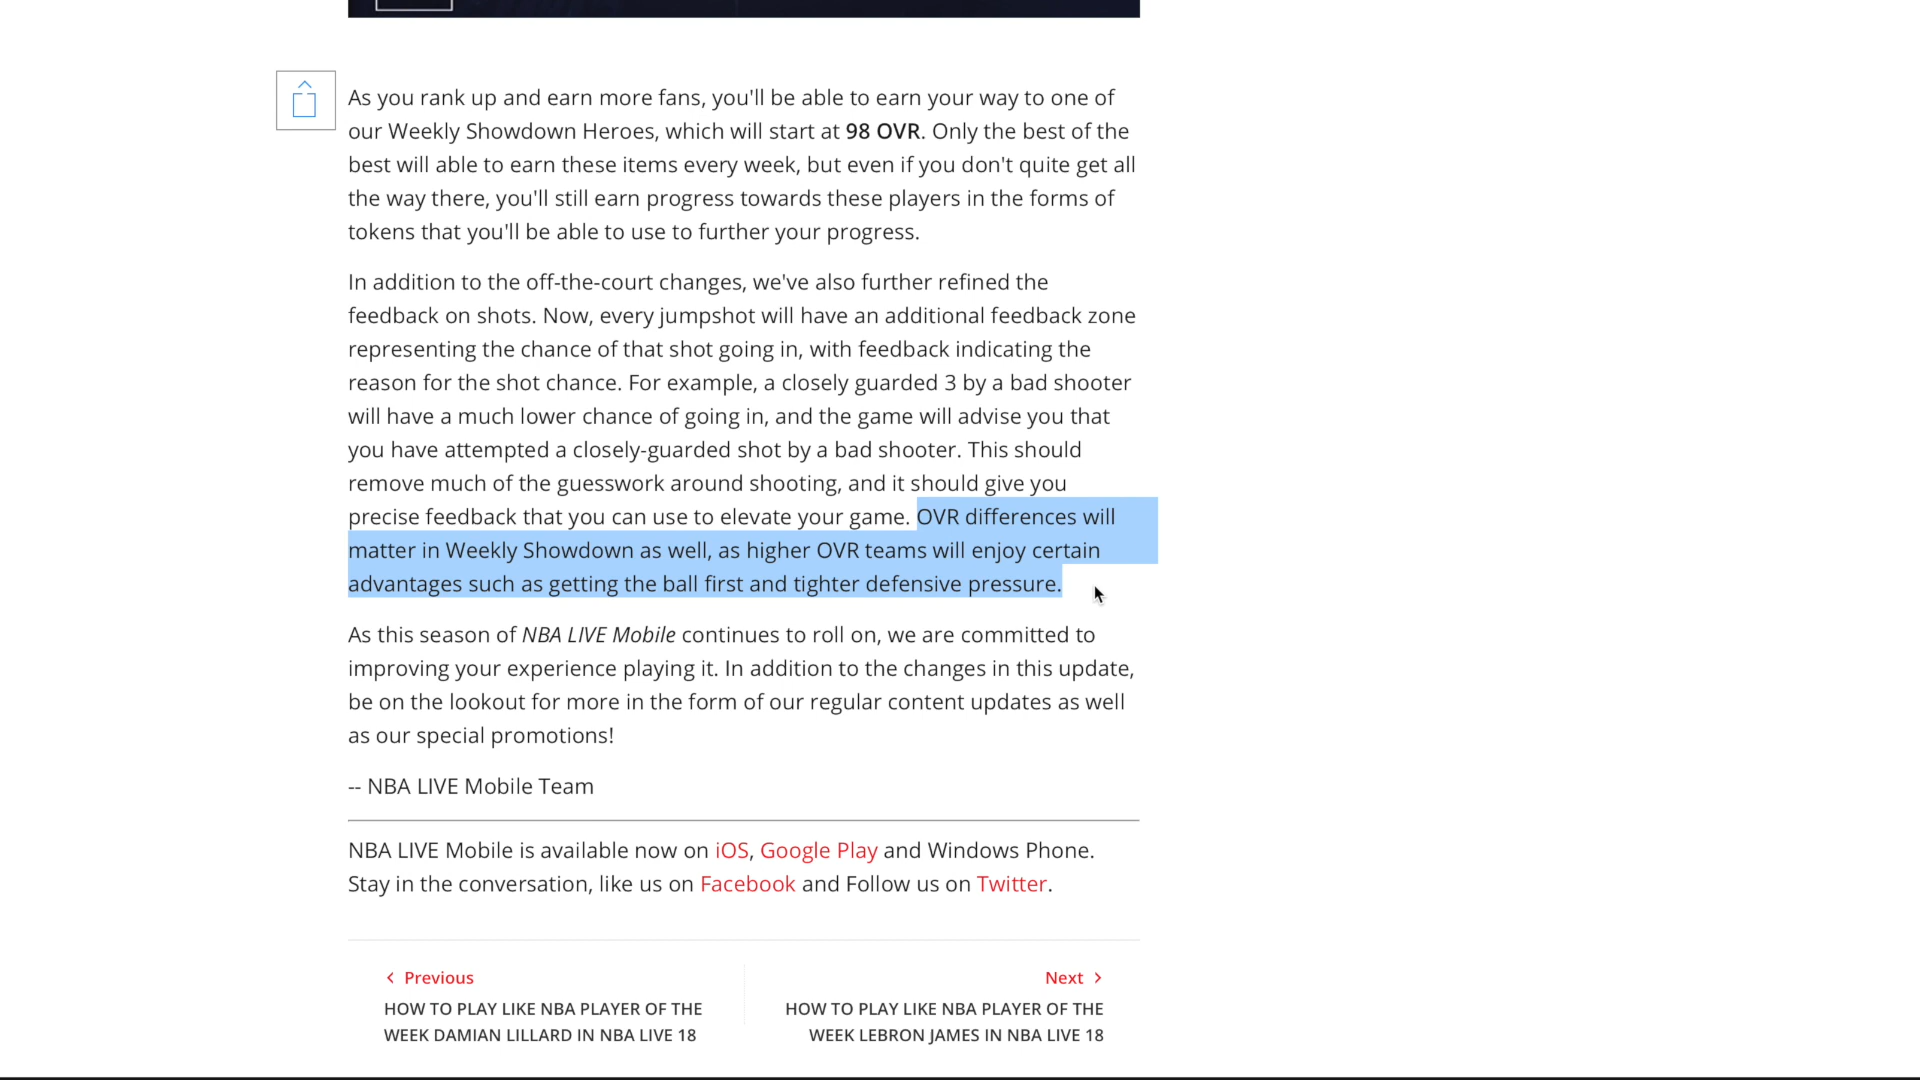 As you rank up and earn more fans, you'll be able to earn your way to one of
our Weekly Showdown Heroes, which will start at 98 OVR. Only the best of the
best will able to earn these items every week, but even if you don't quite get all
the way there, you'll still earn progress towards these players in the forms of
tokens that you'll be able to use to further your progress.
In addition to the off-the-court changes, we've also further refined the
feedback on shots. Now, every jumpshot will have an additional feedback zone
representing the chance of that shot going in, with feedback indicating the
reason for the shot chance. For example, a closely guarded 3 by a bad shooter
will have a much lower chance of going in, and the game will advise you that
you have attempted a closely-guarded shot by a bad shooter. This should
remove much of the guesswork around shooting, and it should give you
precise feedback that you can use to elevate your game. OVR differences will
matter in Weekly Showdown as well, as higher OVR teams will enjoy certain
advantages such as getting the ball first and tighter defensive pressure.
As this season of NBA LIVE Mobile continues to roll on, we are committed to
improving your experience playing it. In addition to the changes in this update,
be on the lookout for more in the form of our regular content updates as well
as our special promotions!
-- NBA LIVE Mobile Team
NBA LIVE Mobile is available now on iOS, Google Play and Windows Phone.
Stay in the conversation, like us on Facebook and Follow us on Twitter.
Previous
HOW TO PLAY LIKE NBA PLAYER OF THE
WEEK DAMIAN LILLARD IN NBA LIVE 18
Next
HOW TO PLAY LIKE NBA PLAYER OF THE
WEEK LEBRON JAMES IN NBA LIVE 18